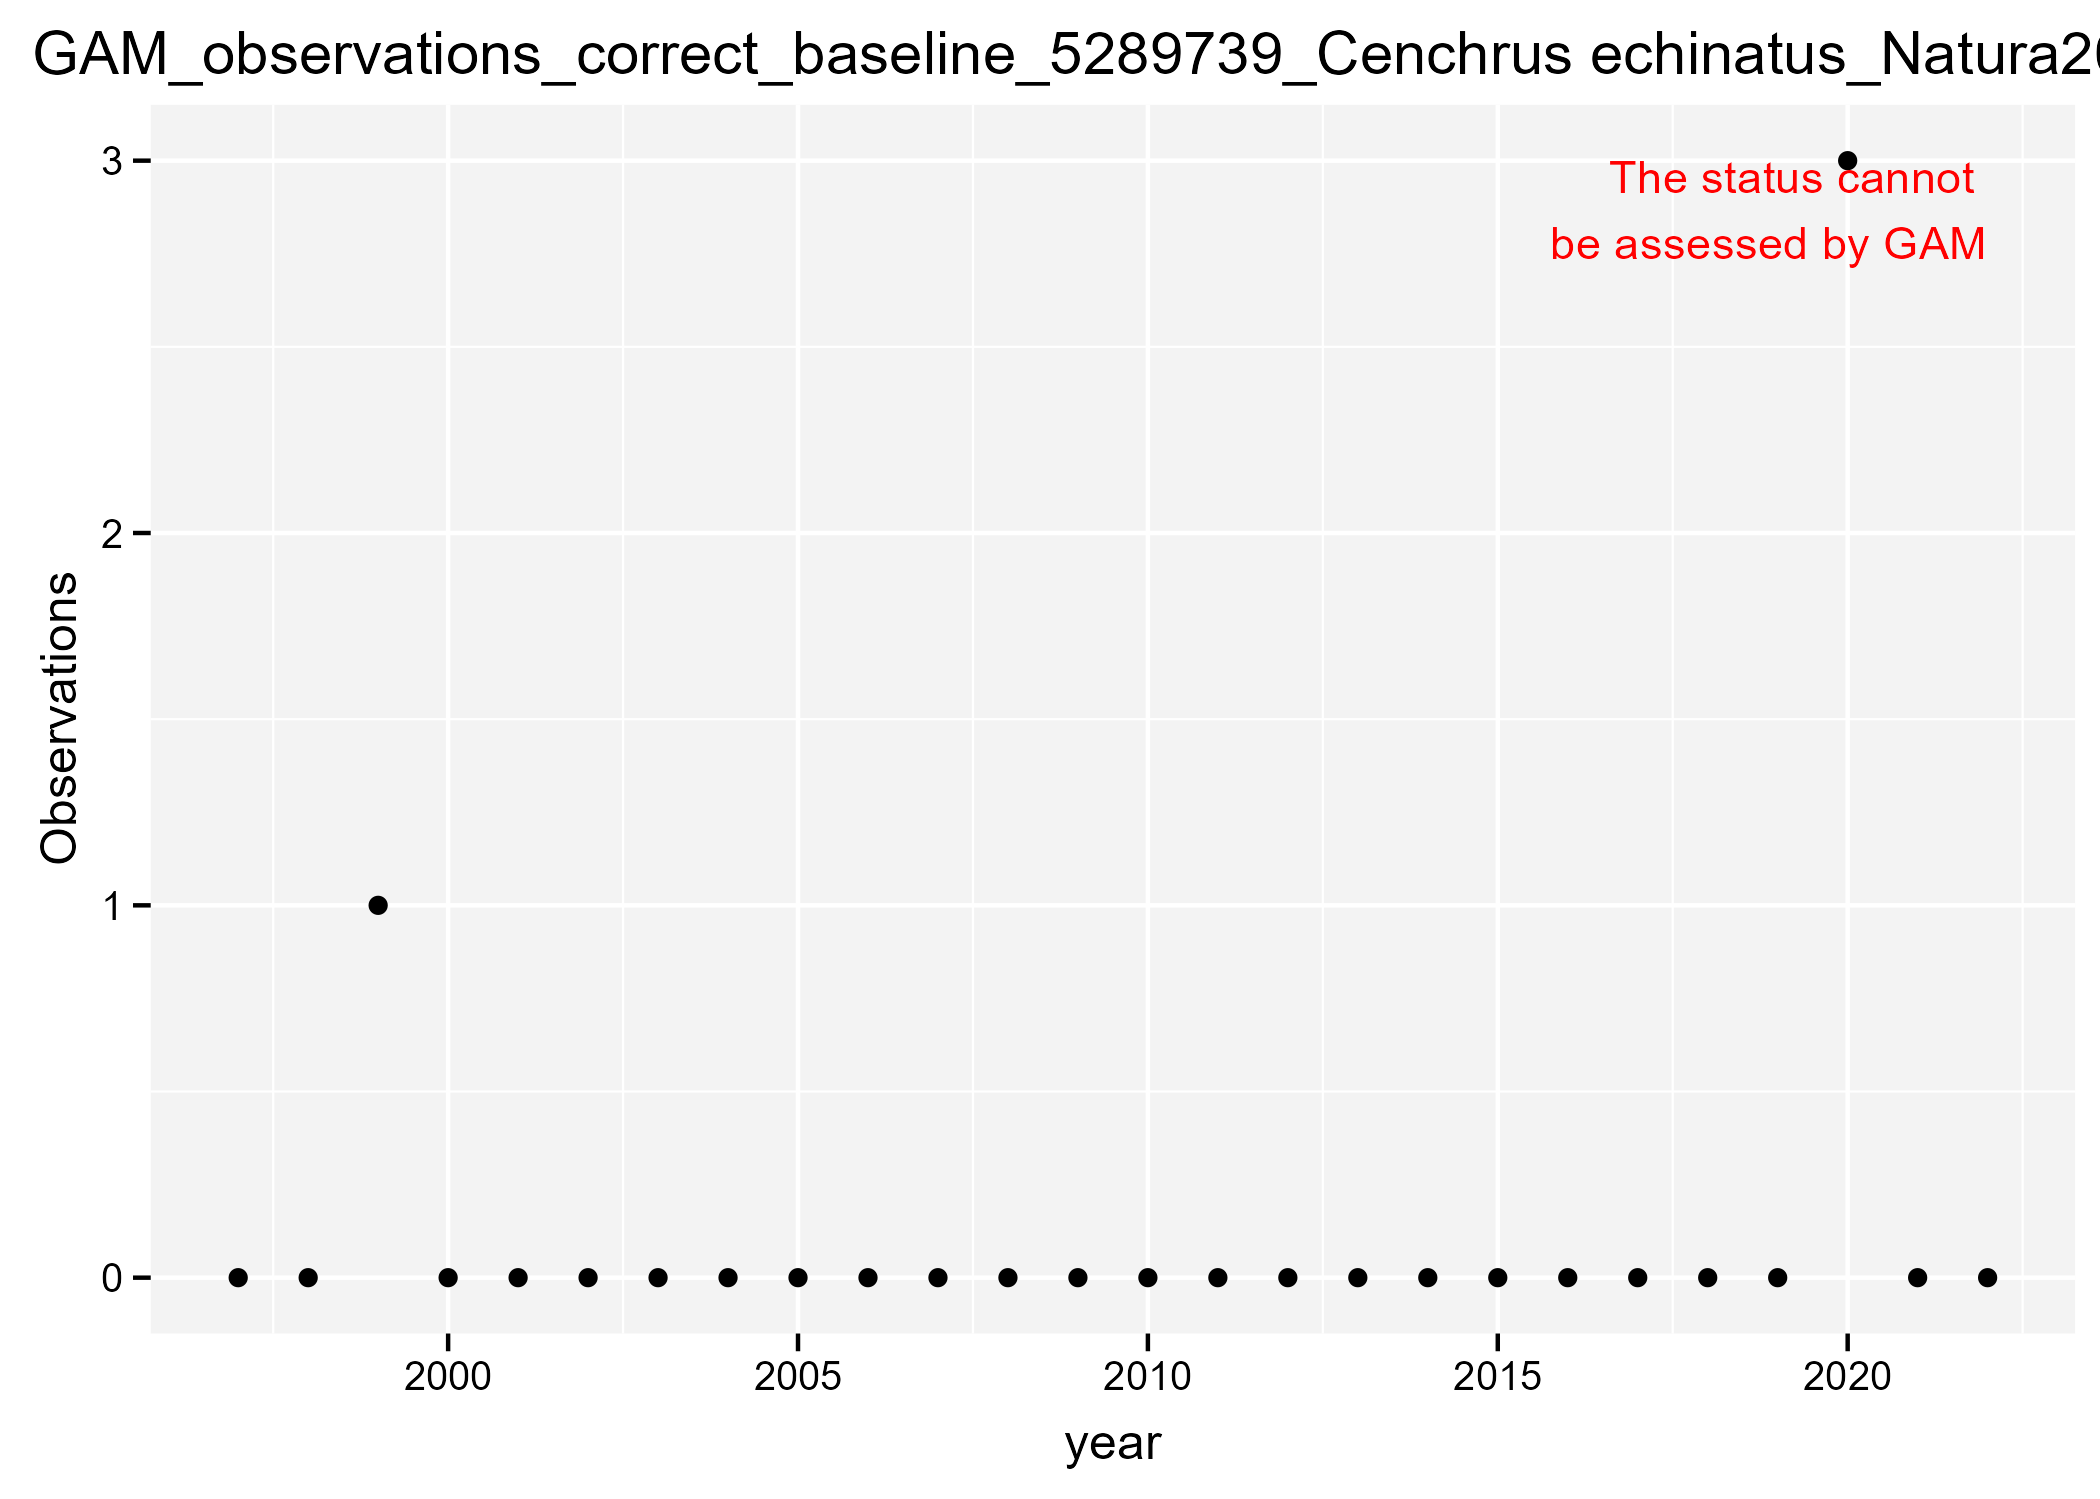 GAM_observations_correct_baseline_5289739_Cenchrus echinatus_Natura20
3
The status cannot
be assessed by GAM
2
Observations
1
0
2000 2005 2010 2015 2020
year